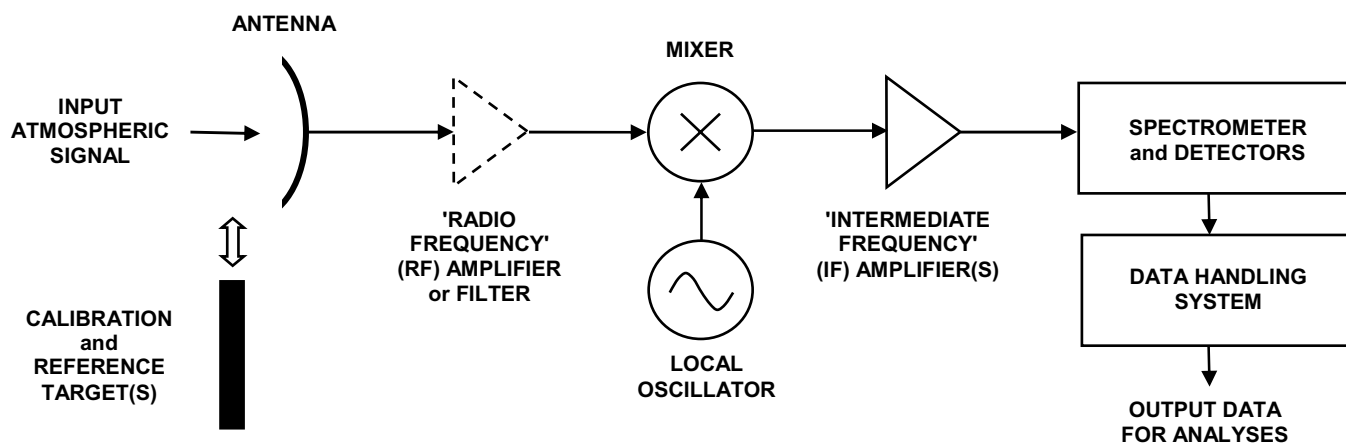 ANTENNA
INPUT
ATMOSPHERIC
SIGNAL
MIXER
SPECTROMETER
and DETECTORS
'RADIO
FREQUENCY'
(RF) AMPLIFIER
or FILTER
'INTERMEDIATE
FREQUENCY'
(IF) AMPLIFIER(S)
DATA HANDLING
SYSTEM
CALIBRATION
and
REFERENCE
TARGET(S)
LOCAL
OSCILLATOR
OUTPUT DATA
FOR ANALYSES